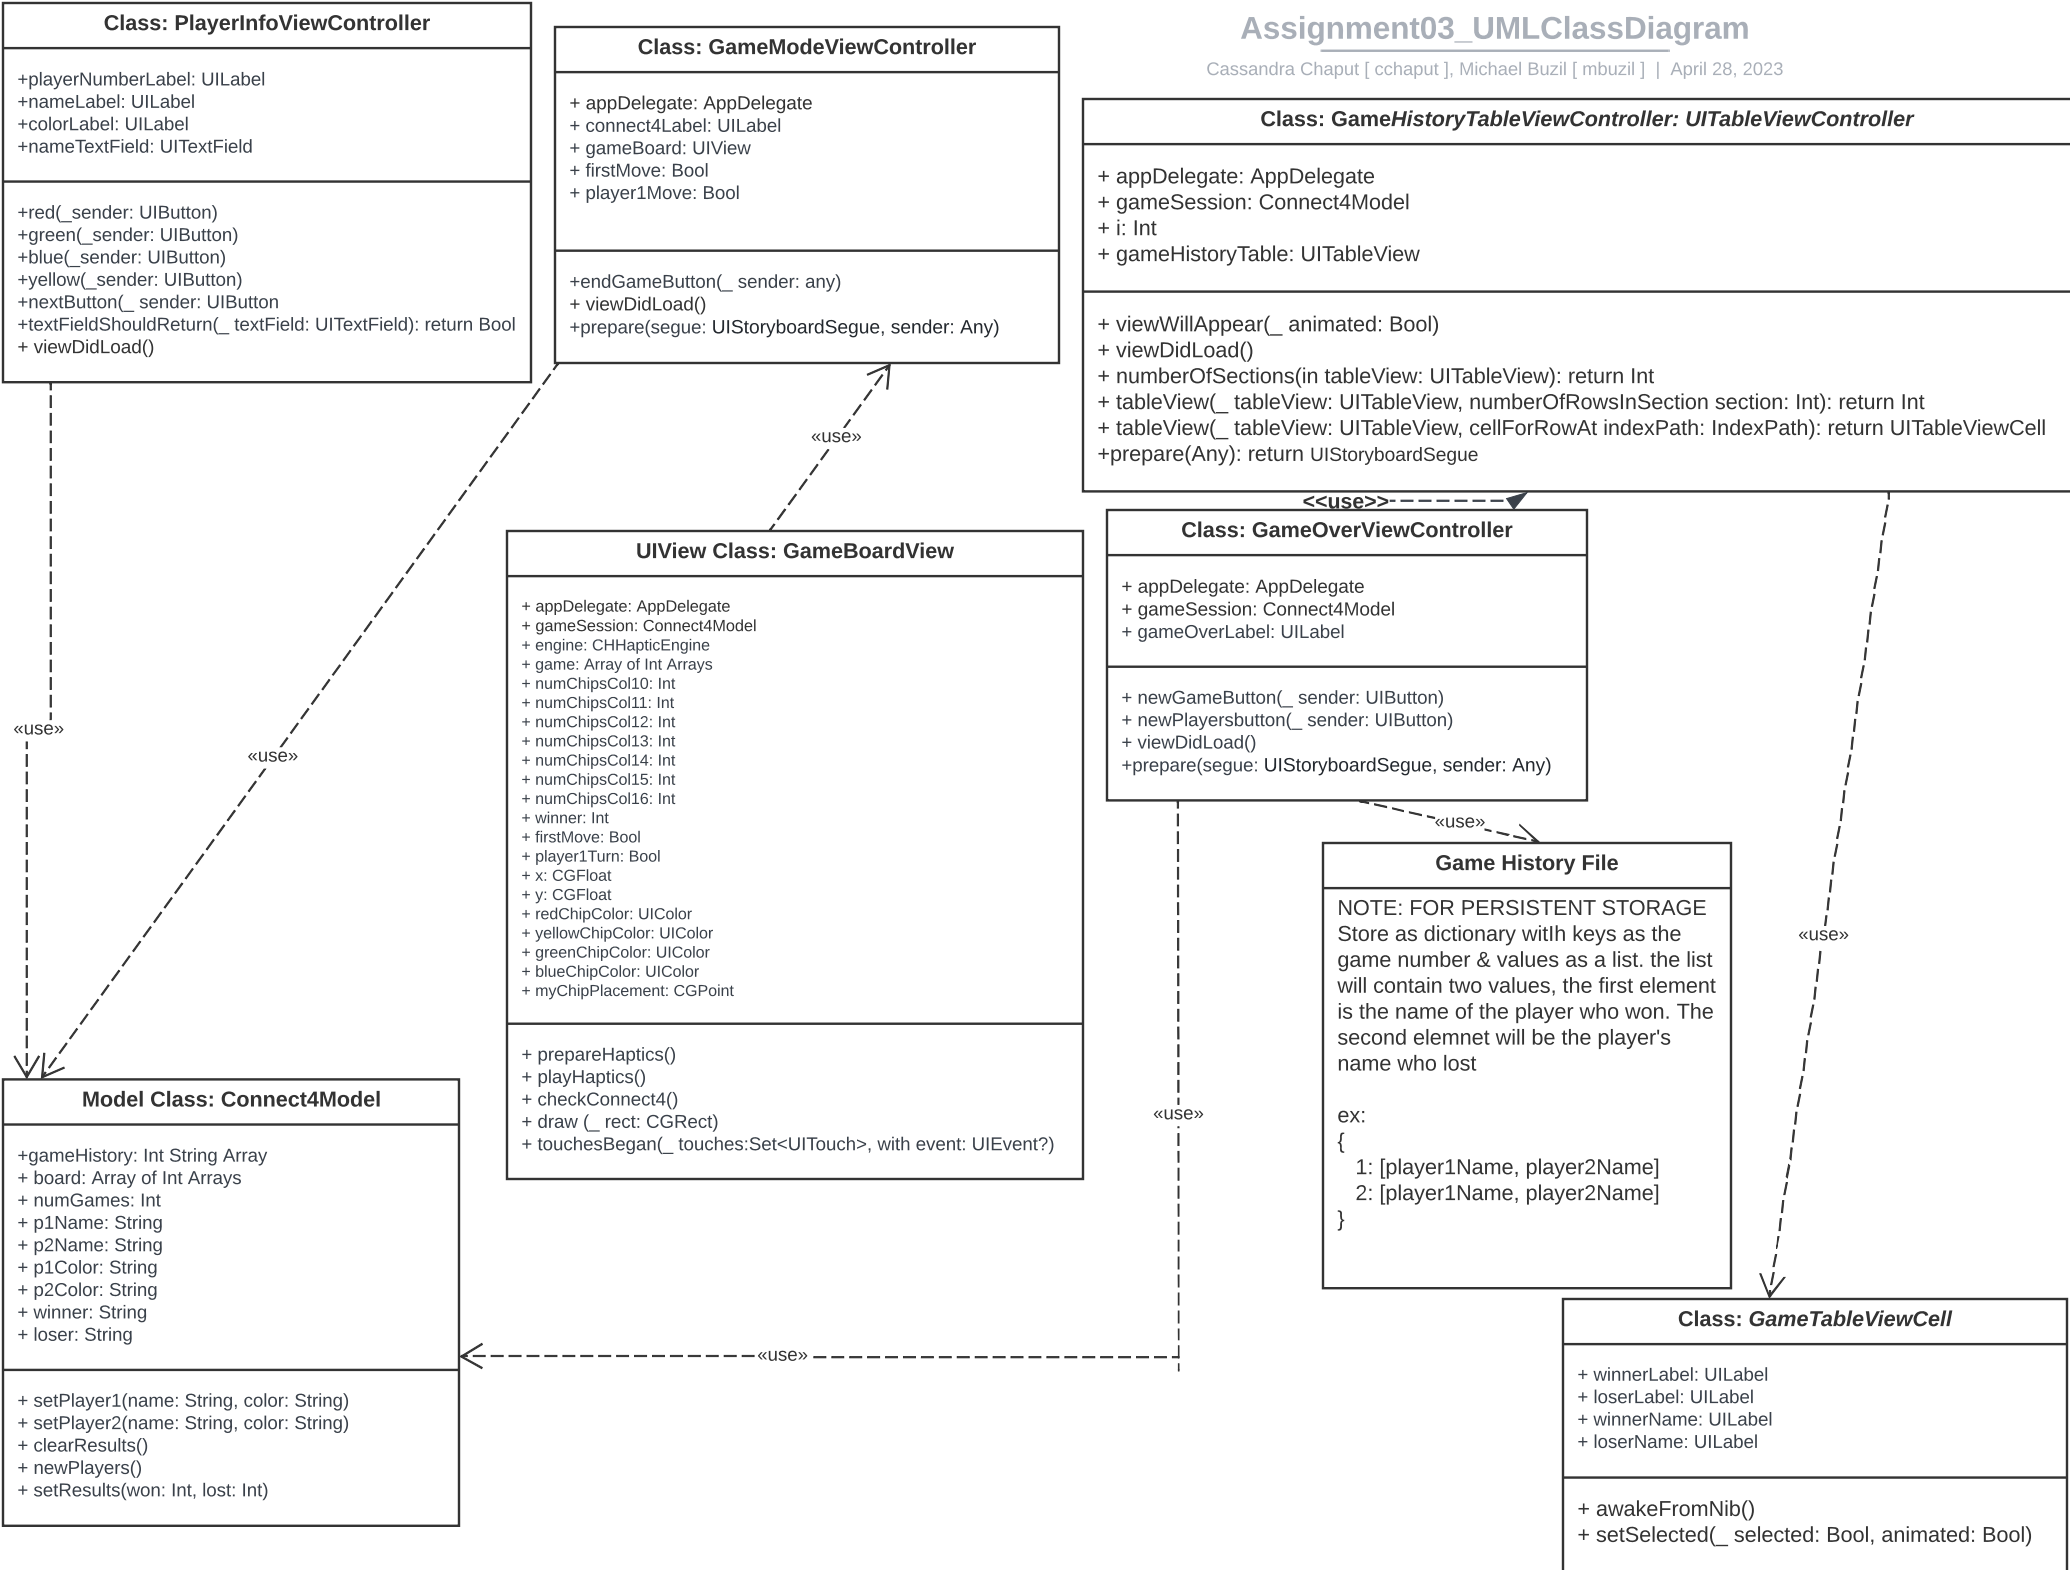 Assignment03_UMLClassDiagram
Cassandra Chaput [ cchaput ], Michael Buzil [ mbuzil ] | April 28, 2023
Class: PlayerInfoViewController
+playerNumberLabel: UILabel
+nameLabel: UILabel
+colorLabel: UILabel
+nameTextField: UITextField
+red(_sender: UIButton)
+green(_sender: UIButton)
+blue(_sender: UIButton)
+yellow(_sender: UIButton)
+nextButton(_ sender: UIButton
+textFieldShouldReturn(_ textField: UITextField): return Bool
+ viewDidLoad()
Class: GameModeViewController
+ appDelegate: AppDelegate
+ connect4Label: UILabel
+ gameBoard: UIView
+ firstMove: Bool
+ player1Move: Bool
+endGameButton(_ sender: any)
+ viewDidLoad()
+prepare(segue: UIStoryboardSegue, sender: Any)
Class: GameHistoryTableViewController: UITableViewController
+ appDelegate: AppDelegate
+ gameSession: Connect4Model
+ i: Int
+ gameHistoryTable: UITableView
+ viewWillAppear(_ animated: Bool)
+ viewDidLoad()
+ numberOfSections(in tableView: UITableView): return Int
+ tableView(_ tableView: UITableView, numberOfRowsInSection section: Int): return Int
+ tableView(_ tableView: UITableView, cellForRowAt indexPath: IndexPath): return UITableViewCell
+prepare(Any): return UIStoryboardSegue
«use»
<<use>>
UIView Class: GameBoardView
+ appDelegate: AppDelegate
+ gameSession: Connect4Model
+ engine: CHHapticEngine
+ game: Array of Int Arrays
+ numChipsCol10: Int
+ numChipsCol11: Int
+ numChipsCol12: Int
+ numChipsCol13: Int
+ numChipsCol14: Int
+ numChipsCol15: Int
+ numChipsCol16: Int
+ winner: Int
+ firstMove: Bool
+ player1Turn: Bool
+ x: CGFloat
+ y: CGFloat
+ redChipColor: UIColor
+ yellowChipColor: UIColor
+ greenChipColor: UIColor
+ blueChipColor: UIColor
+ myChipPlacement: CGPoint
+ prepareHaptics()
+ playHaptics()
+ checkConnect4()
+ draw (_ rect: CGRect)
+ touchesBegan(_ touches:Set<UITouch>, with event: UIEvent?)
Class: GameOverViewController
+ appDelegate: AppDelegate
+ gameSession: Connect4Model
+ gameOverLabel: UILabel
+ newGameButton(_ sender: UIButton)
+ newPlayersbutton(_ sender: UIButton)
+ viewDidLoad()
+prepare(segue: UIStoryboardSegue, sender: Any)
«use»
«use»
«use»
Game History File
NOTE: FOR PERSISTENT STORAGE
Store as dictionary witIh keys as the
game number & values as a list. the list
will contain two values, the first element
is the name of the player who won. The
second elemnet will be the player's
name who lost
ex:
{
1: [player1Name, player2Name]
2: [player1Name, player2Name]
}
«use»
«use»
Model Class: Connect4Model
+gameHistory: Int String Array
+ board: Array of Int Arrays
+ numGames: Int
+ p1Name: String
+ p2Name: String
+ p1Color: String
+ p2Color: String
+ winner: String
+ loser: String
+ setPlayer1(name: String, color: String)
+ setPlayer2(name: String, color: String)
+ clearResults()
+ newPlayers()
+ setResults(won: Int, lost: Int)
«use»
Class: GameTableViewCell
+ winnerLabel: UILabel
+ loserLabel: UILabel
+ winnerName: UILabel
+ loserName: UILabel
+ awakeFromNib()
+ setSelected(_ selected: Bool, animated: Bool)